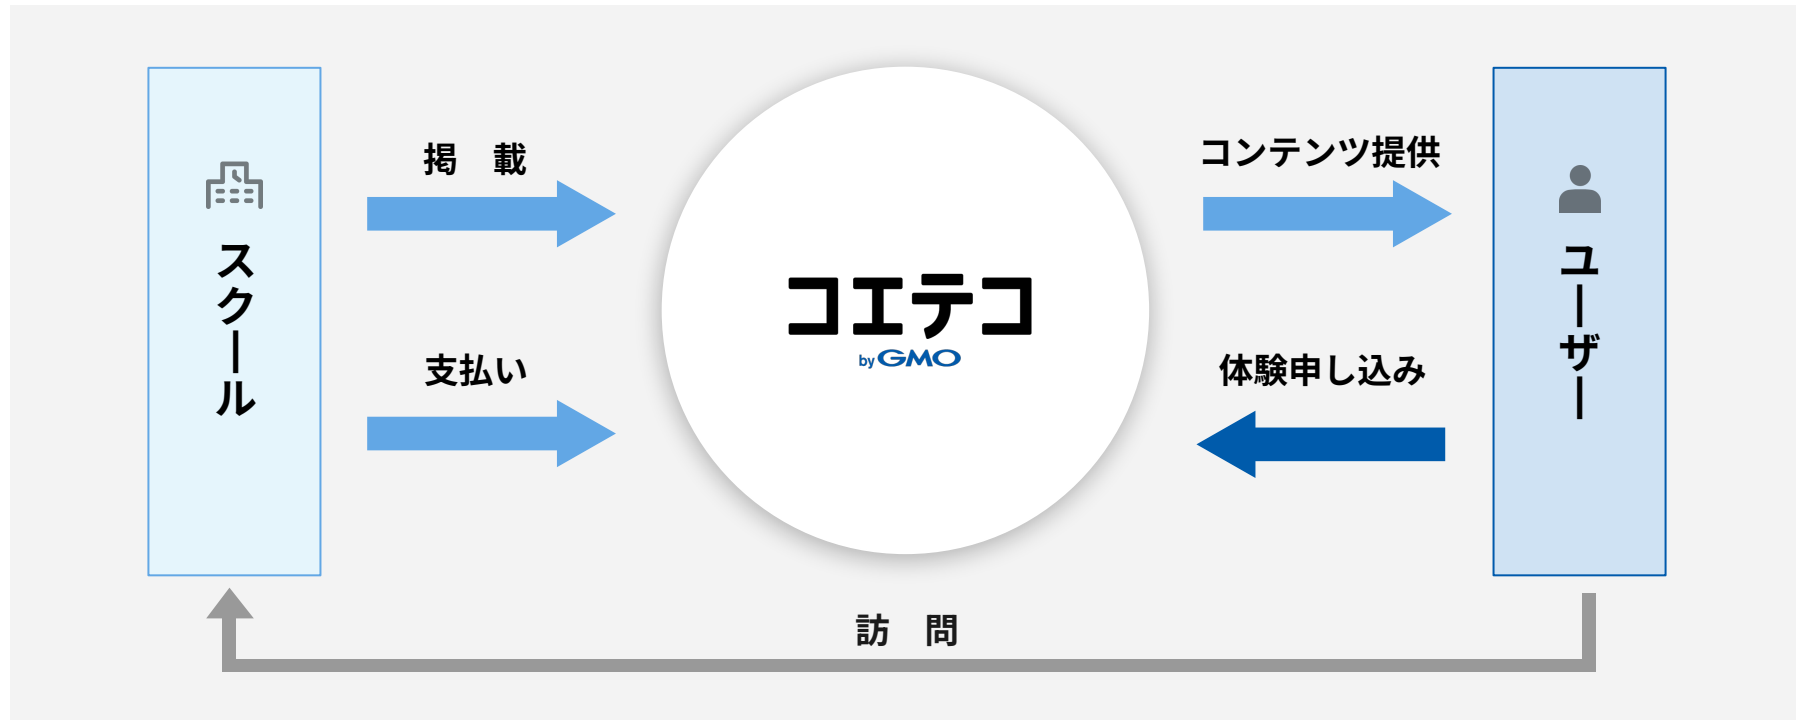 スクール
掲　載
支払い
コエテコ
by GMO
コンテンツ提供
体験申し込み
ユーザー
訪　問